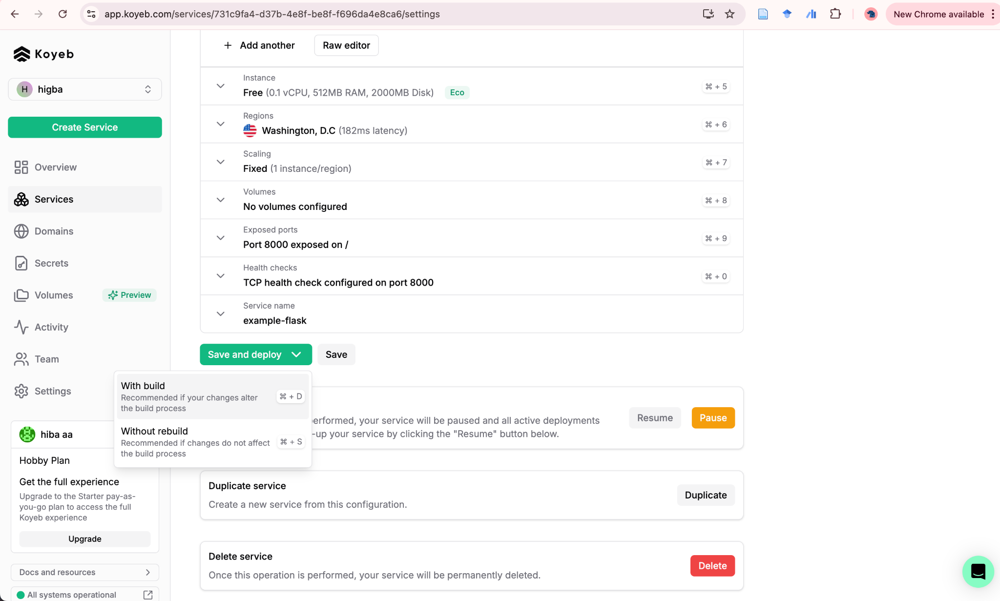 app.koyeb.com/services/731c9fa4-d37b-4e8f-be8f-f696da4e8ca6/settings
New Chrome available
Koyeb
H higba
Create Service
Overview
Services
Domains
Secrets
Volumes Preview
Activity
Team
Settings
hiba aa
Hobby Plan
Get the full experience
Upgrade to the Starter pay-as-
you-go plan to access the full
Koyeb experience
Upgrade
Docs and resources
All systems operational
+ Add another Raw editor
Instance
Free (0.1 vCPU, 512MB RAM, 2000MB Disk) Eco
⌘ + 5
Regions
Washington, D.C (182ms latency)
⌘ + 6
Scaling
Fixed (1 instance/region)
⌘ + 7
Volumes
No volumes configured
⌘ + 8
Exposed ports
Port 8000 exposed on /
⌘ + 9
Health checks
TCP health check configured on port 8000
⌘ + 0
Service name
example-flask
Save and deploy Save
With build
Recommended if your changes alter
the build process
⌘ + D
Without rebuild
Recommended if changes do not affect
the build process
⌘ + S
erformed, your service will be paused and all active deployments
-up your service by clicking the "Resume" button below.
Resume Pause
Duplicate service
Create a new service from this configuration.
Duplicate
Delete service
Once this operation is performed, your service will be permanently deleted.
Delete